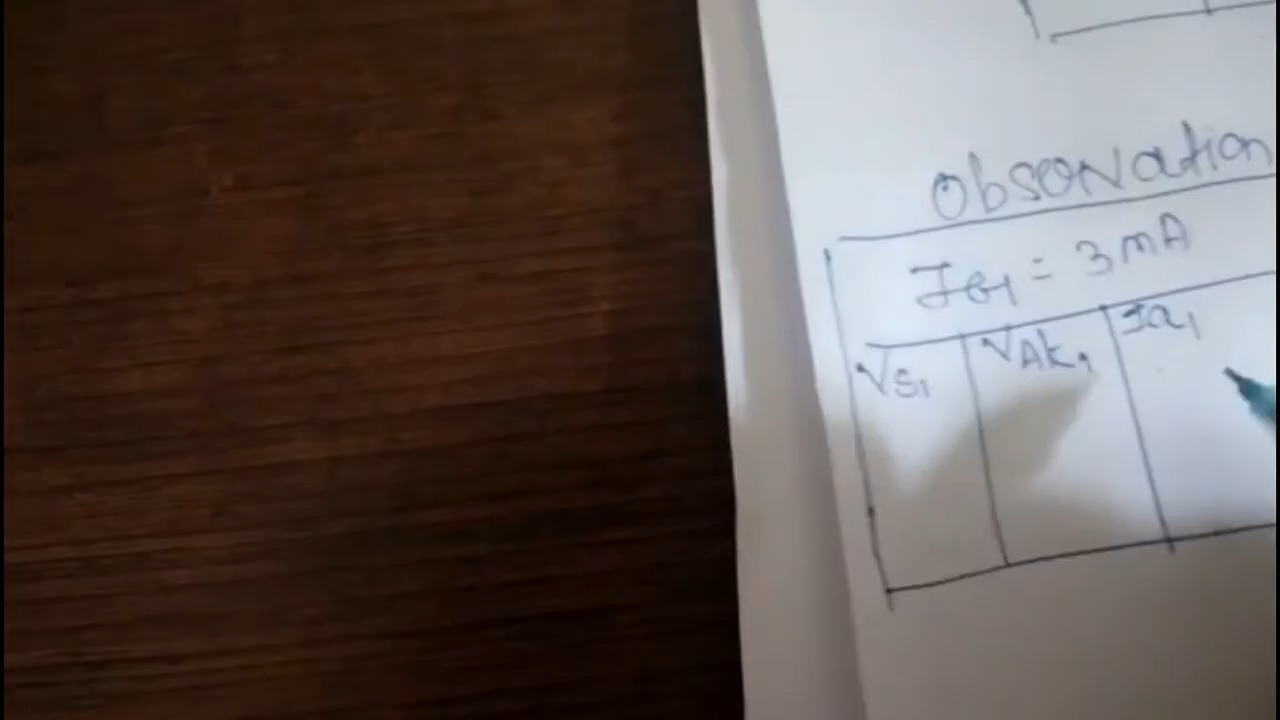 Observation
IG1 = 3mA
VS1 VAK1 Ia1